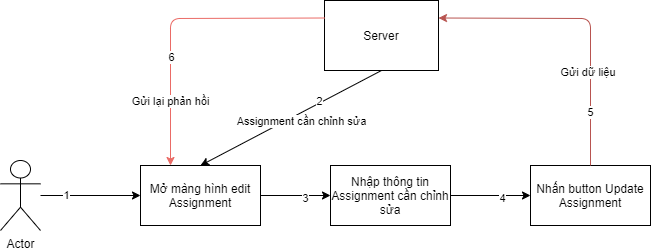 Server
6
Gửi lại phản hồi
2
Assignment cần chỉnh sửa
Gửi dữ liệu
5
Actor
1
Mở màng hình edit
Assignment
3
Nhập thông tin
Assignment cần chỉnh
sửa
4
Nhấn button Update
Assignment